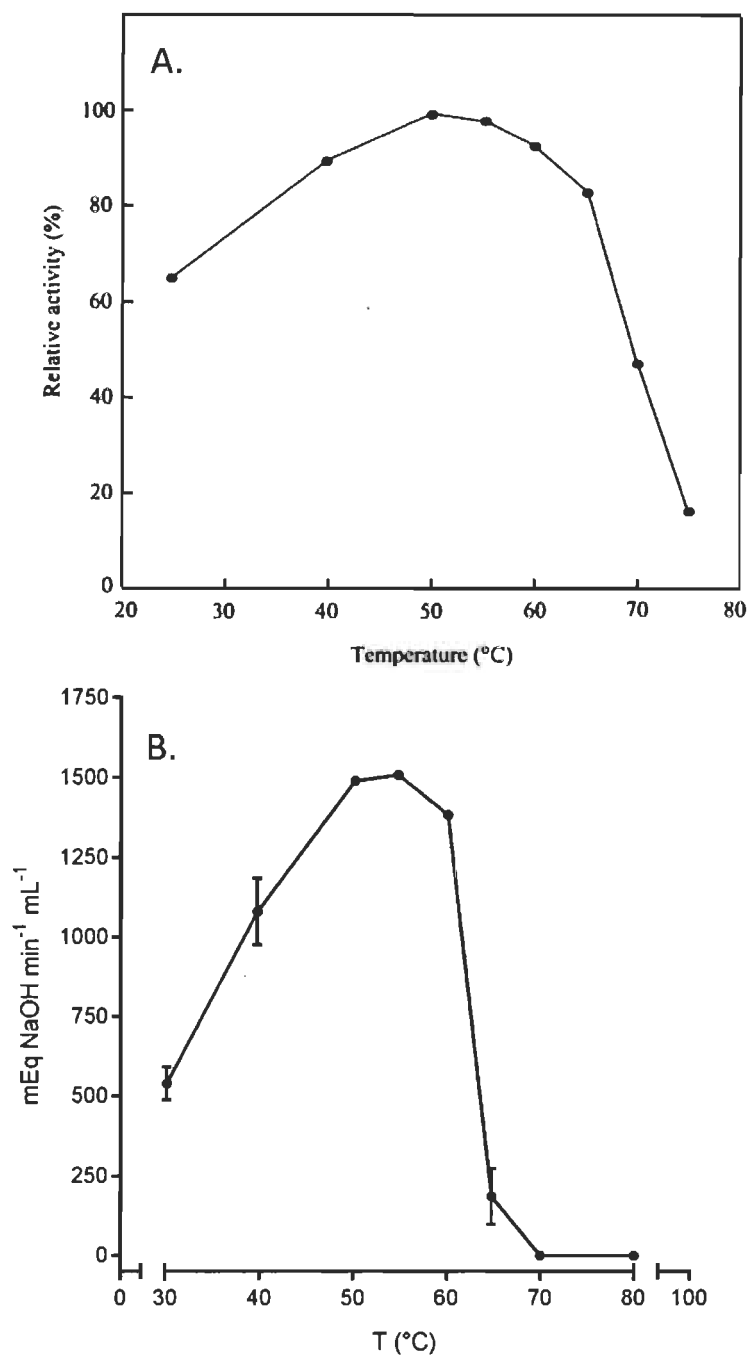 A.
100
80
60
40
20
0
Relative activity (%)
20 30 40 50 60 70 80
Temperature (°C)
B.
1750
1500
1250
1000
750
500
250
0
mEq NaOH min⁻¹ mL⁻¹
0 30 40 50 60 70 80 100
T (°C)